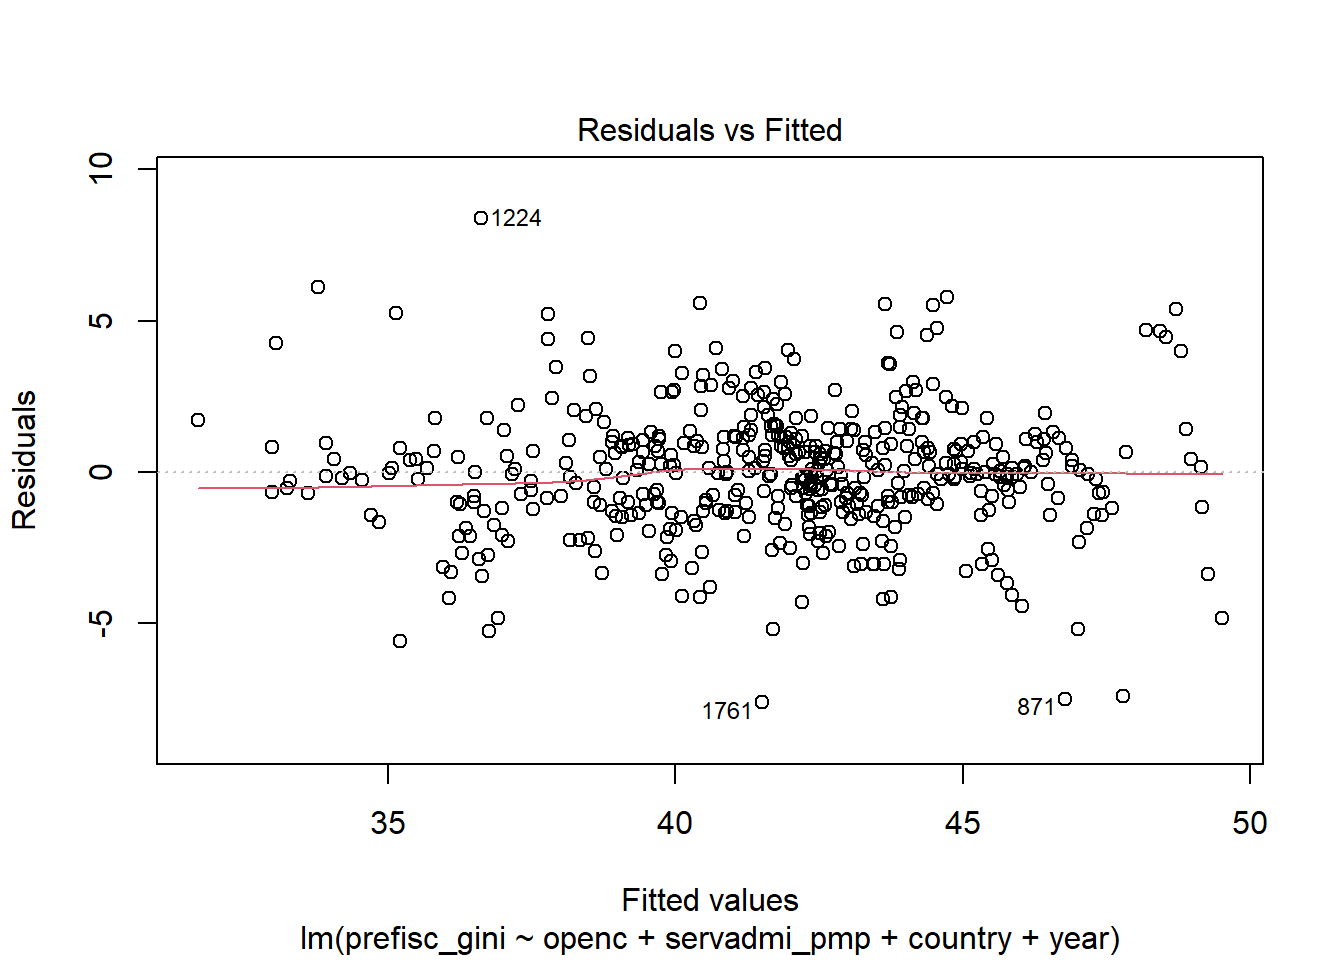 Residuals vs Fitted
10
5
0
-5
Residuals
1224
1761
871
35
40
45
50
Fitted values
lm(prefisc_gini ~ openc + servadmi_pmp + country + year)